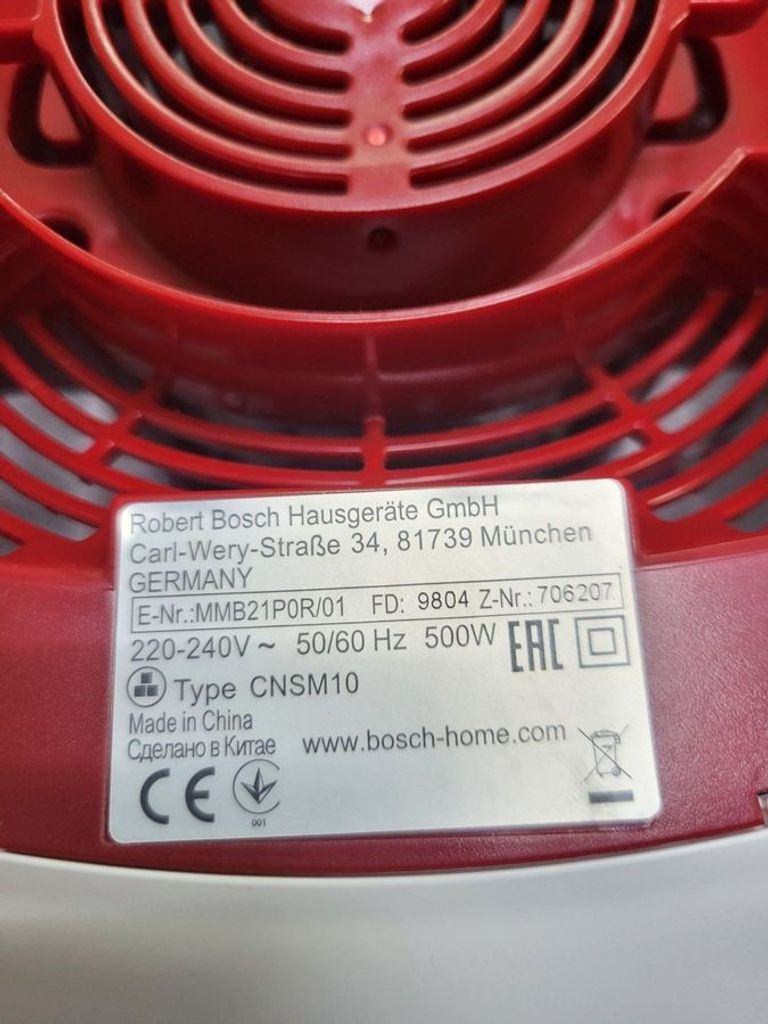 Robert Bosch Hausgeräte GmbH
Carl-Wery-Straße 34, 81739 München
GERMANY
E-Nr.:MMB21P0R/01 FD: 9804 Z-Nr.: 706207
220-240V ~ 50/60 Hz 500W EAC
Type CNSM10
Made in China
Сделано в Китае www.bosch-home.com
CE
001